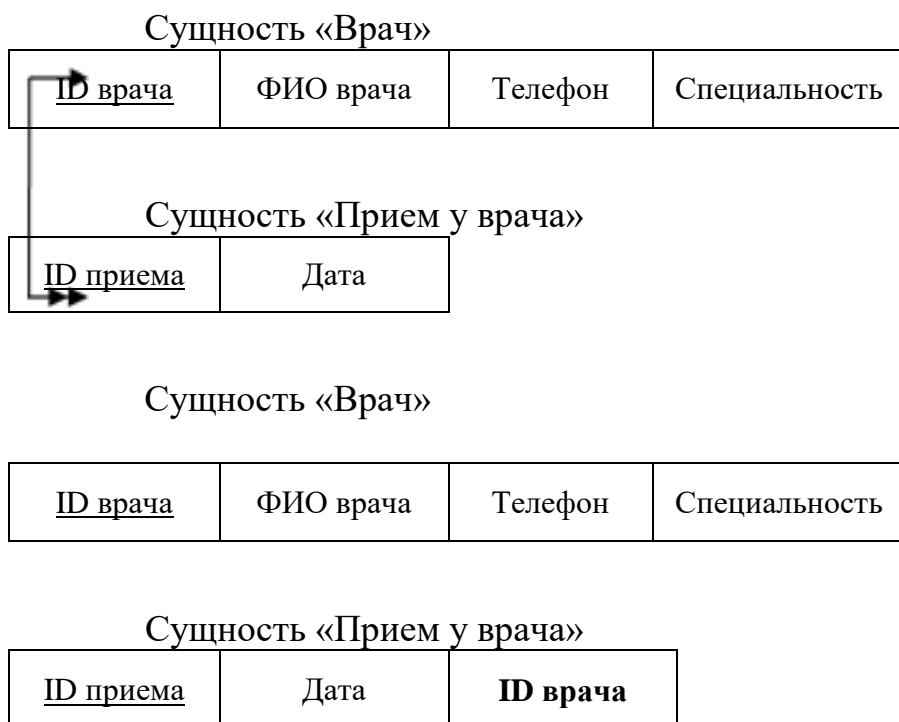 Сущность «Врач»
ID врача ФИО врача Телефон Специальность
Сущность «Прием у врача»
ID приема Дата
Сущность «Врач»
ID врача ФИО врача Телефон Специальность
Сущность «Прием у врача»
ID приема Дата ID врача